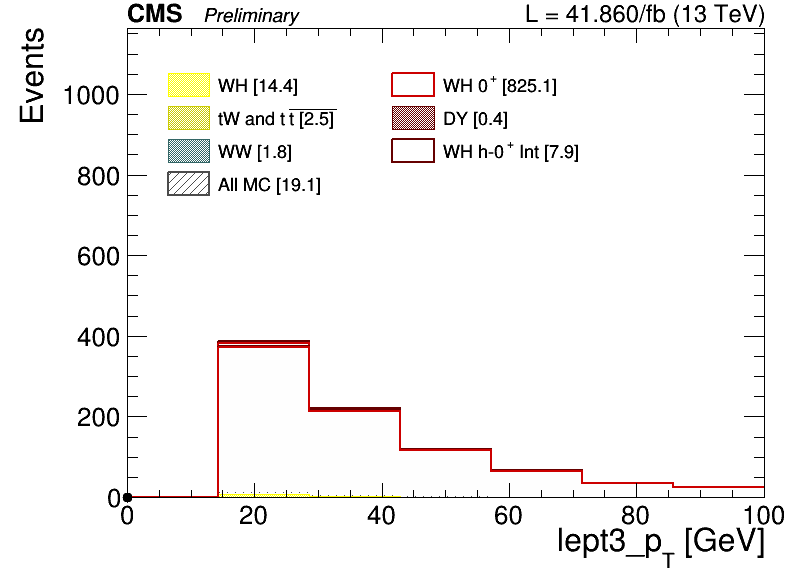 CMS Preliminary L = 41.860/fb (13 TeV)
Events
WH [14.4]
WH 0+ [825.1]
tW and t t [2.5]
DY [0.4]
WW [1.8]
WH h-0+ Int [7.9]
All MC [19.1]
1000
800
600
400
200
0
0 20 40 60 80 100
lept3_pT [GeV]